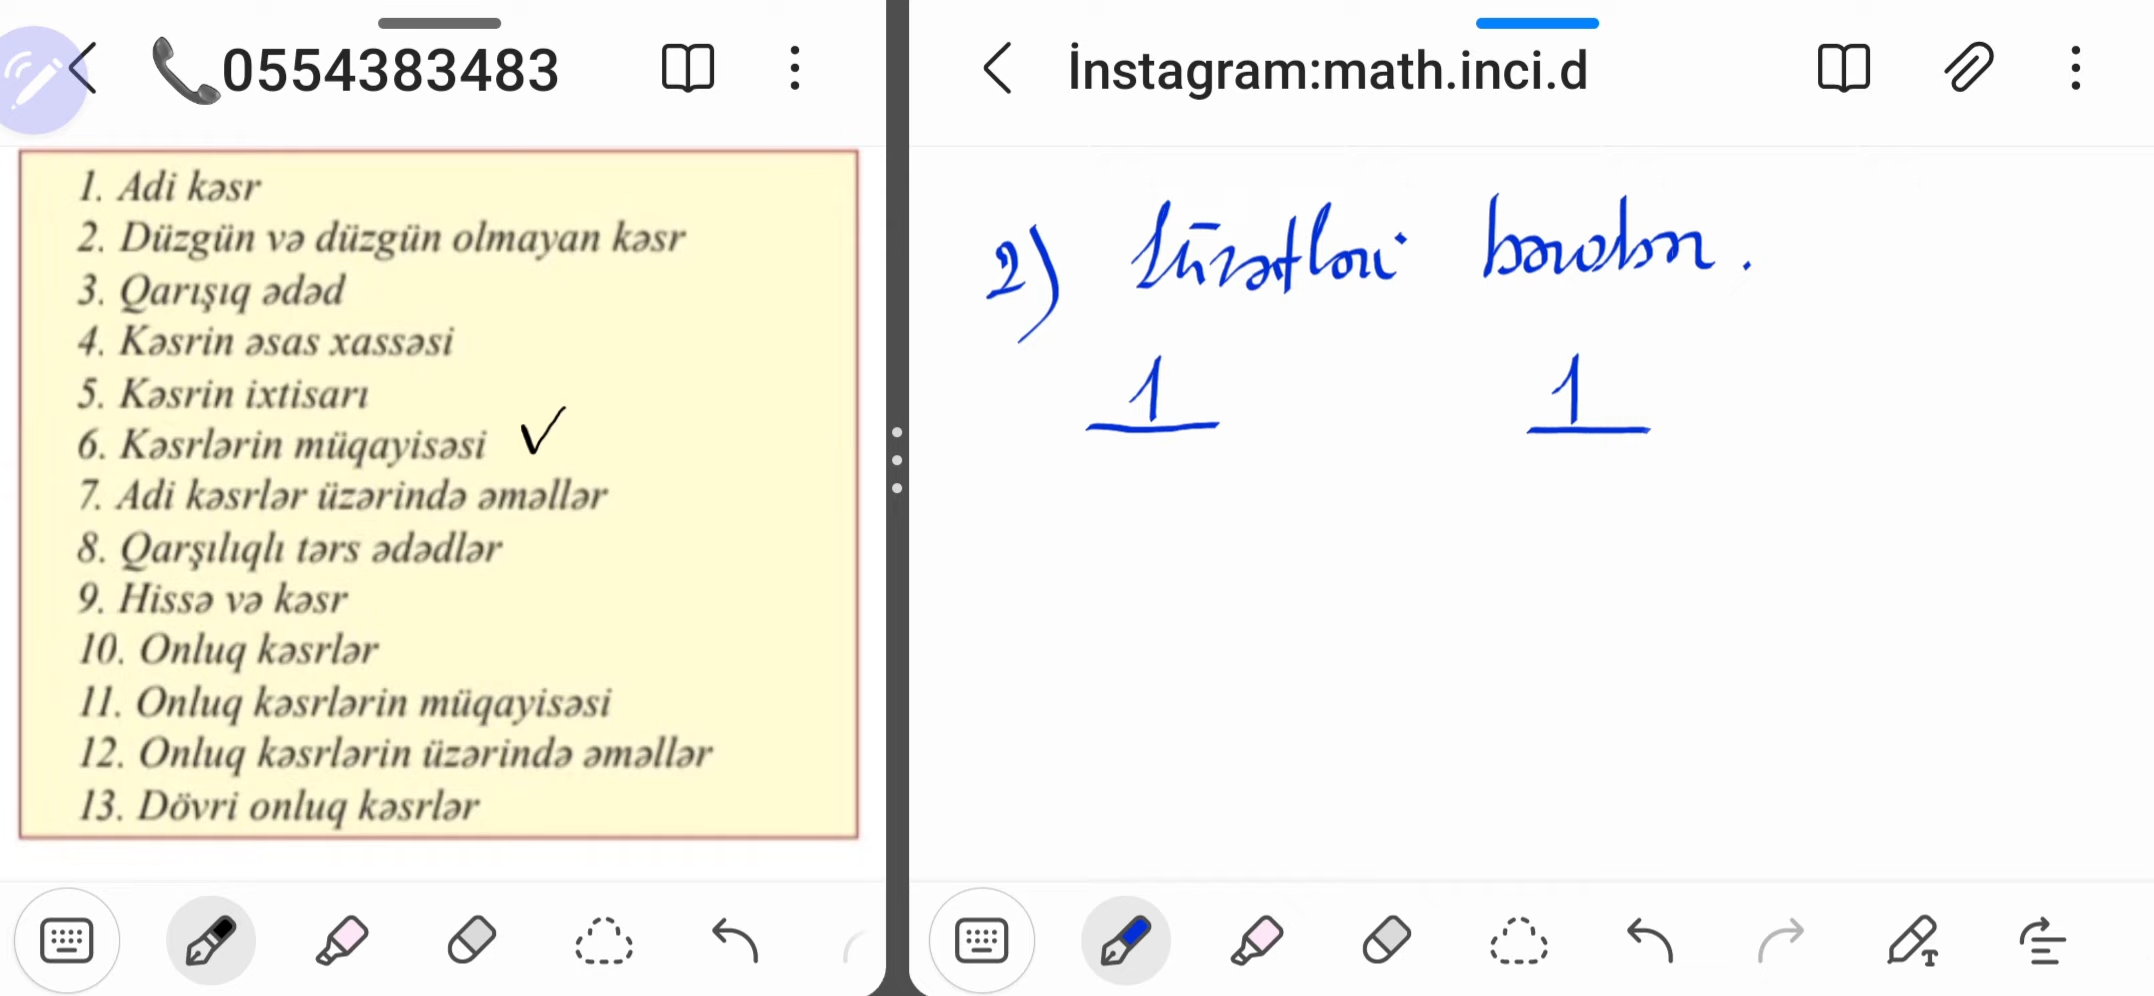 0554383483
1. Adi kəsr
2. Düzgün və düzgün olmayan kəsr
3. Qarışıq ədəd
4. Kəsrin əsas xassəsi
5. Kəsrin ixtisarı
6. Kəsrlərin müqayisəsi ✓
7. Adi kəsrlər üzərində əməllər
8. Qarşılıqlı tərs ədədlər
9. Hissə və kəsr
10. Onluq kəsrlər
11. Onluq kəsrlərin müqayisəsi
12. Onluq kəsrlərin üzərində əməllər
13. Dövri onluq kəsrlər
İnstagram:math.inci.d
2) Surətləri bərabər.
1 1